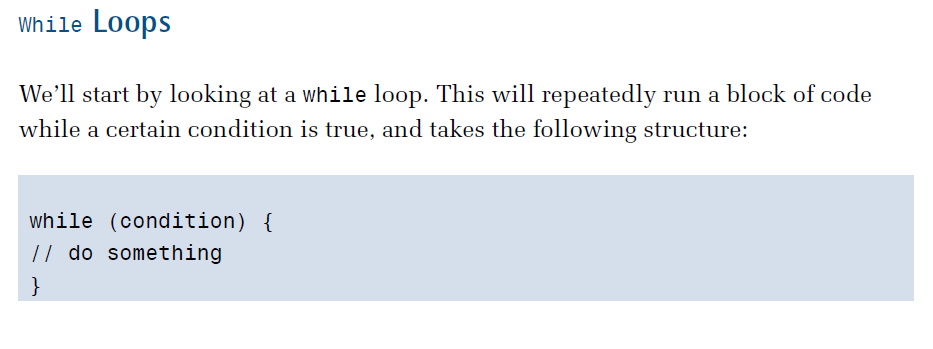 While Loops
We’ll start by looking at a while loop. This will repeatedly run a block of code
while a certain condition is true, and takes the following structure:
while (condition) {
// do something
}